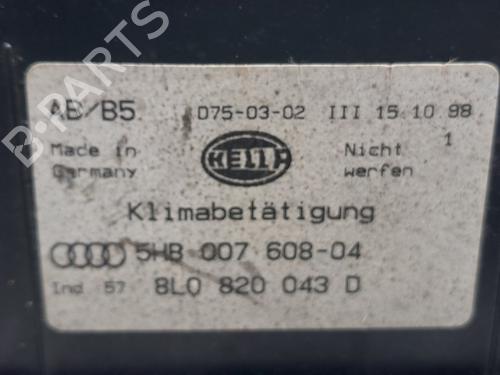 AB/B5 D75-03-02 III 15.10.98
Made in Germany HELLA Nicht werfen 1
Klimabetätigung
5HB 007 608-04
Ind 57 8L0 820 043 D
B-PARTS